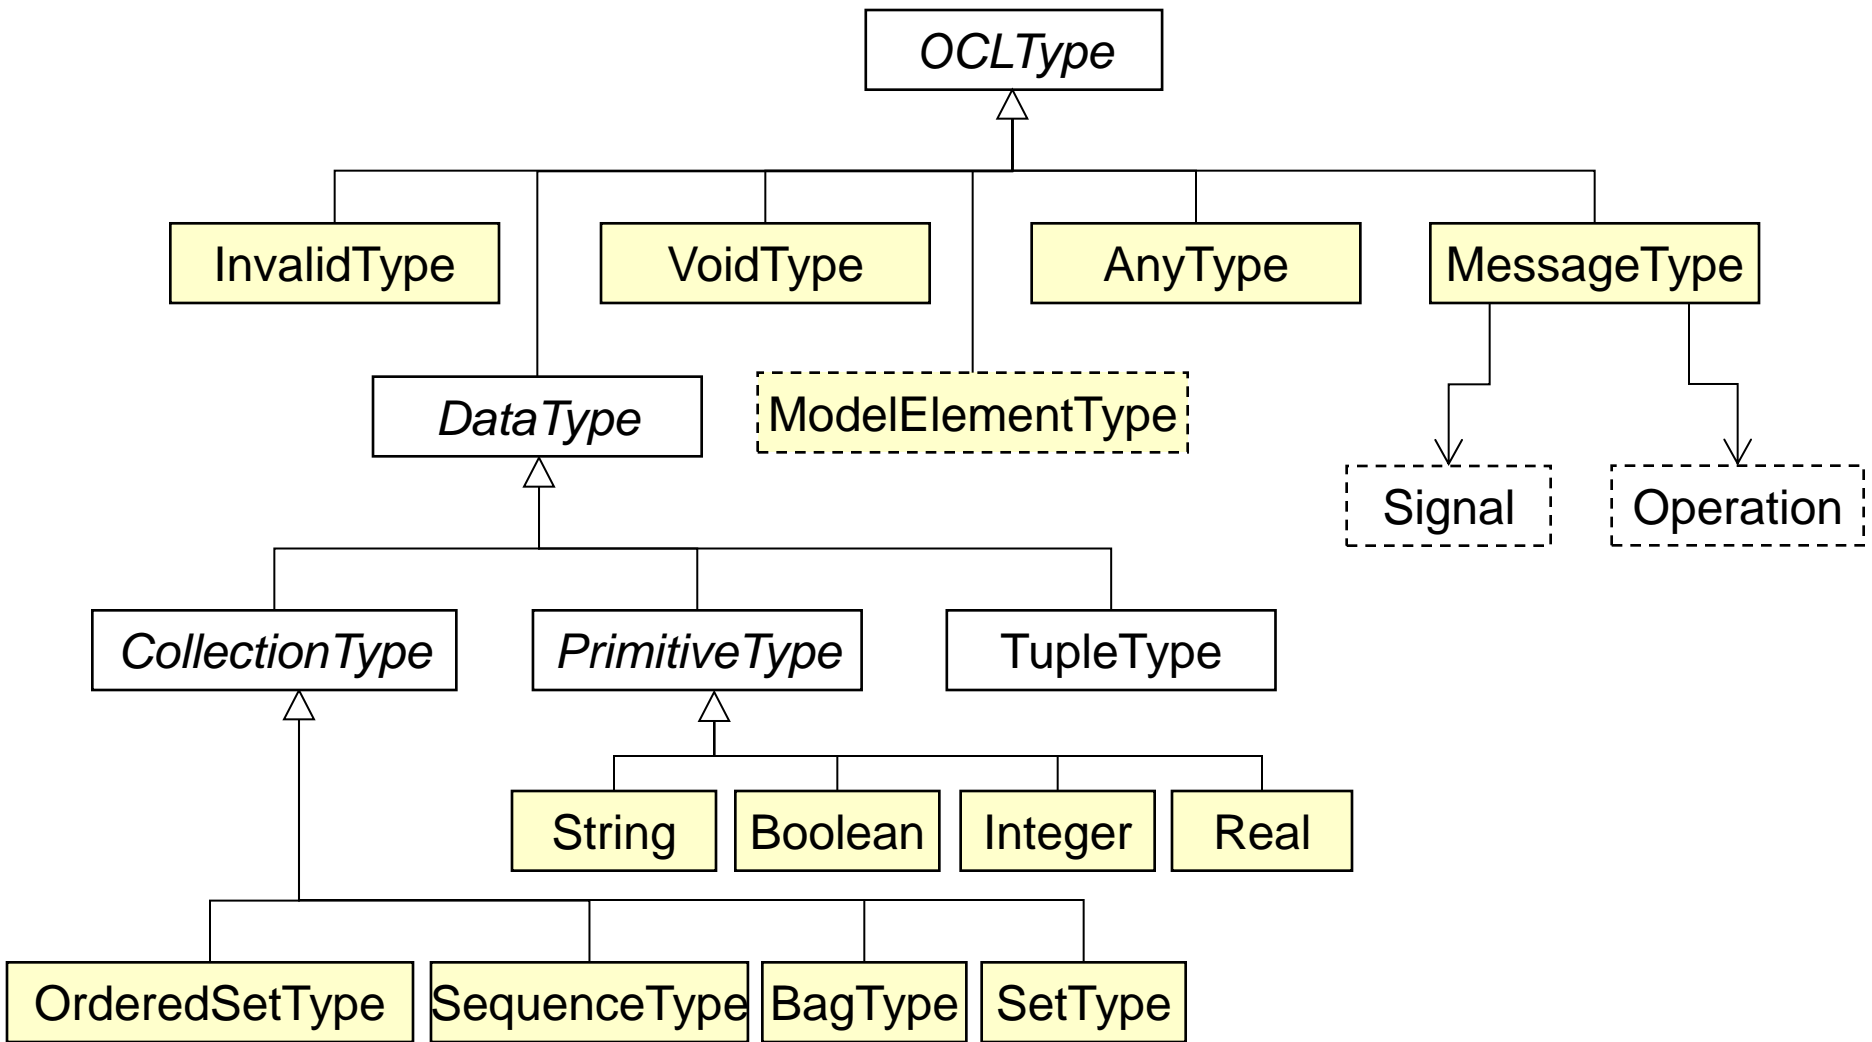 OCLType
InvalidType
VoidType
AnyType
MessageType
DataType
ModelElementType
Signal
Operation
CollectionType
PrimitiveType
TupleType
String
Boolean
Integer
Real
OrderedSetType
SequenceType
BagType
SetType